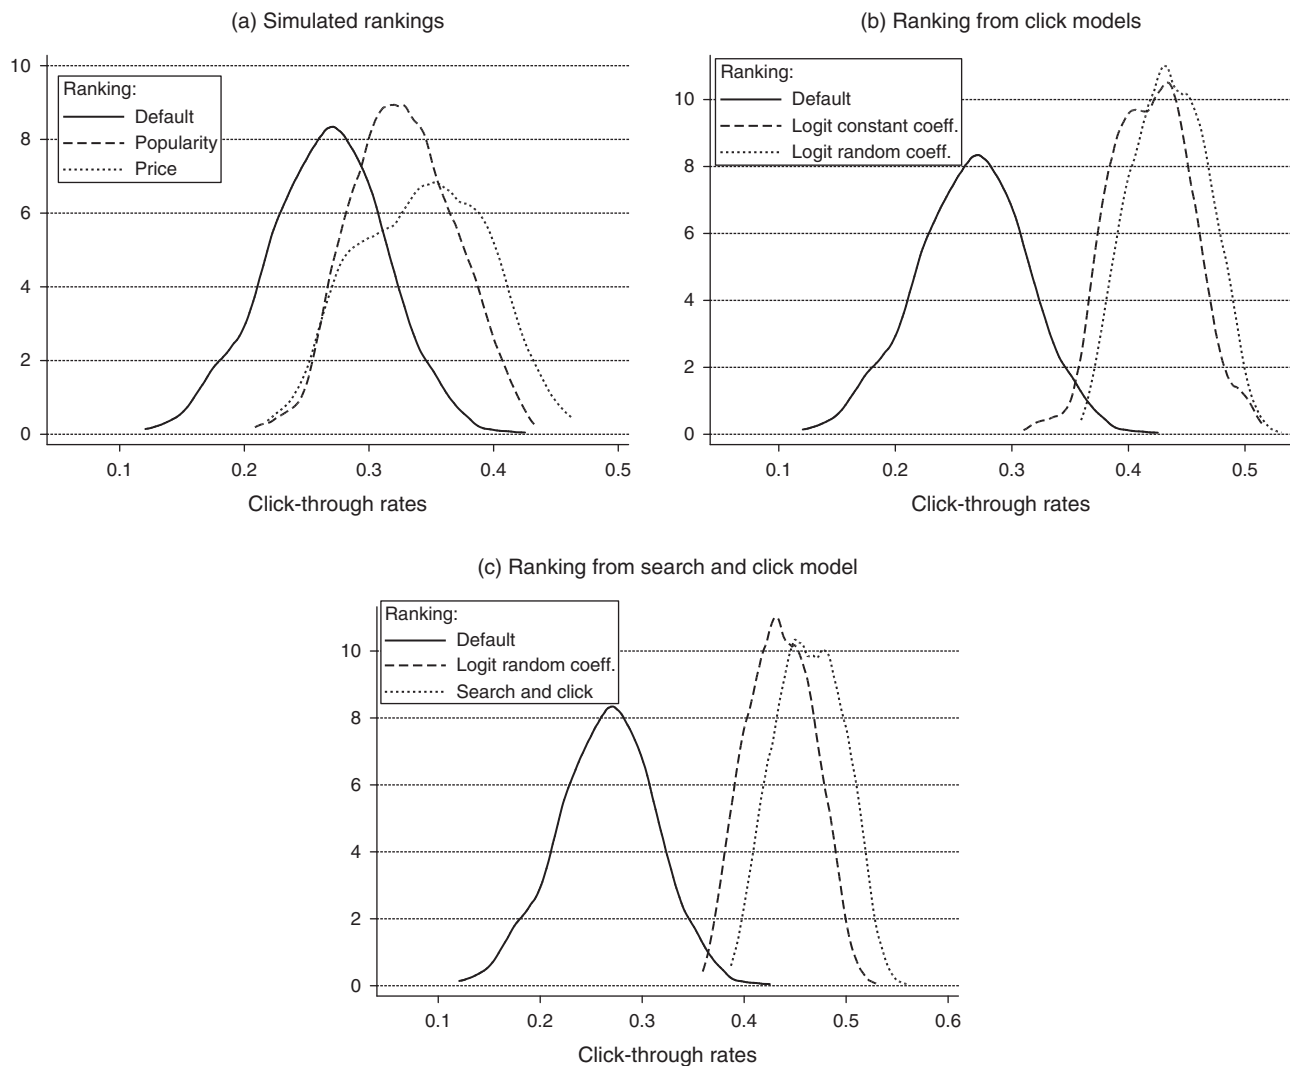 (a) Simulated rankings
10
8
6
4
2
0
Ranking:
Default
Popularity
Price
0.1 0.2 0.3 0.4 0.5
Click-through rates
(b) Ranking from click models
10
8
6
4
2
0
Ranking:
Default
Logit constant coeff.
Logit random coeff.
0.1 0.2 0.3 0.4 0.5
Click-through rates
(c) Ranking from search and click model
10
8
6
4
2
0
Ranking:
Default
Logit random coeff.
Search and click
0.1 0.2 0.3 0.4 0.5 0.6
Click-through rates